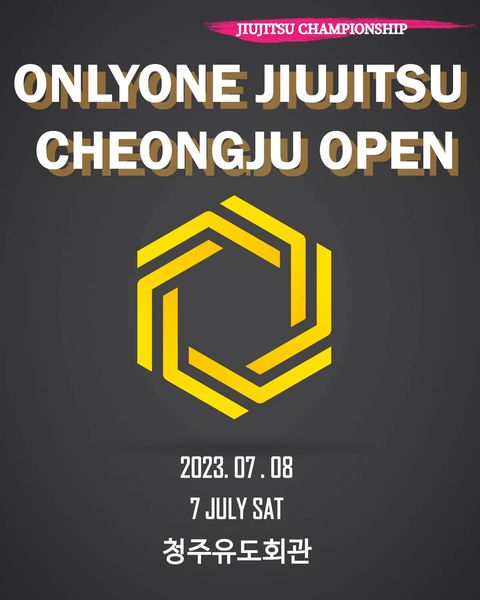 JIUJITSU CHAMPIONSHIP
ONLYONE JIUJITSU
CHEONGJU OPEN
2023. 07 . 08
7 JULY SAT
청주유도회관